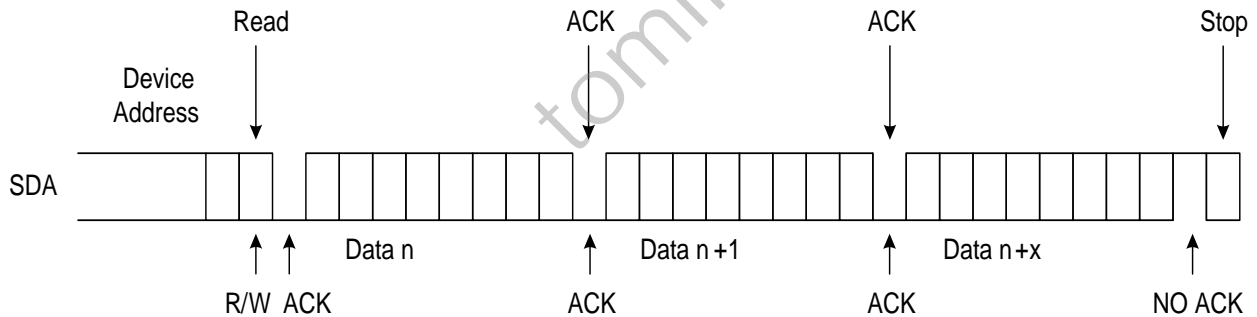 Read ACK ACK Stop
Device
Address
SDA
Data n Data n +1 Data n+x
R/W ACK ACK ACK NO ACK